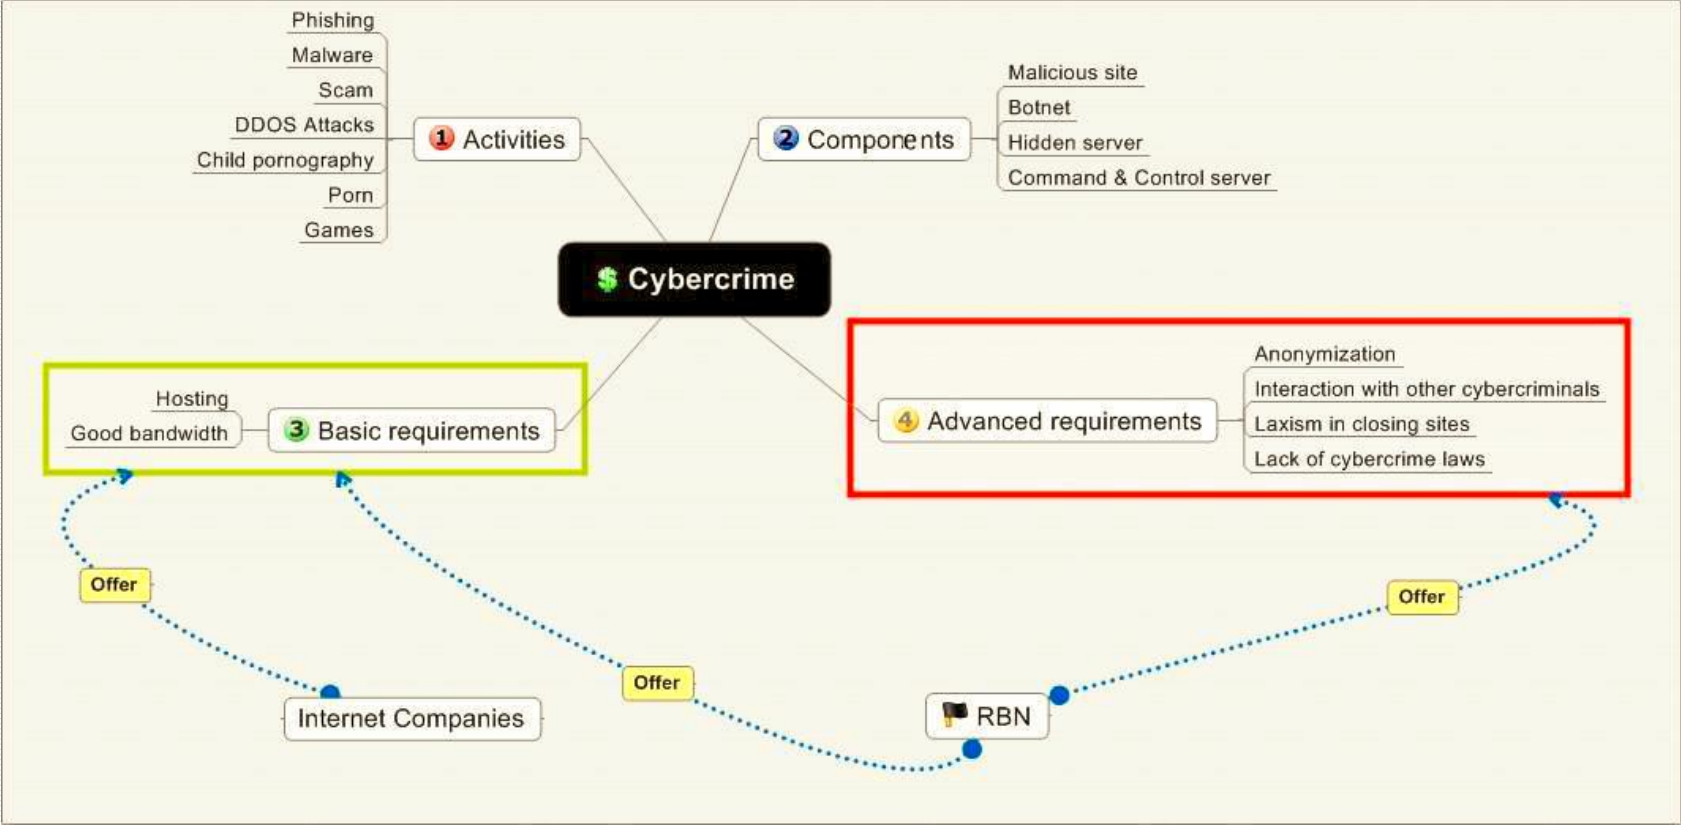 Phishing
Malware
Scam
DDOS Attacks
Child pornography
Porn
Games
1 Activities
2 Components
Malicious site
Botnet
Hidden server
Command & Control server
$ Cybercrime
Hosting
Good bandwidth
3 Basic requirements
4 Advanced requirements
Anonymization
Interaction with other cybercriminals
Laxism in closing sites
Lack of cybercrime laws
Offer
Offer
Offer
Internet Companies
RBN